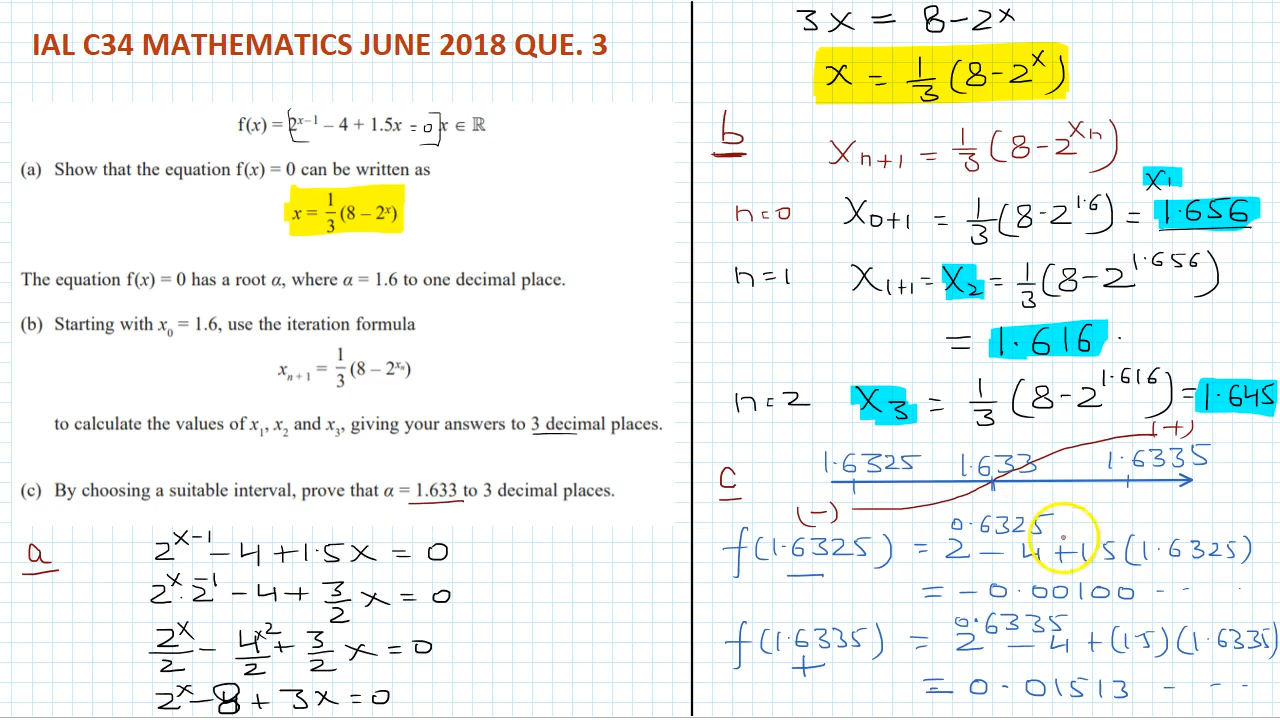 IAL C34 MATHEMATICS JUNE 2018 QUE. 3
f(x) = [2^{x−1} − 4 + 1.5x = 0] x ∈ ℝ
(a) Show that the equation f(x) = 0 can be written as
x = 1/3 (8 − 2^x)
The equation f(x) = 0 has a root α, where α = 1.6 to one decimal place.
(b) Starting with x_0 = 1.6, use the iteration formula
x_{n+1} = 1/3 (8 − 2^{x_n})
to calculate the values of x_1, x_2 and x_3, giving your answers to 3 decimal places.
(c) By choosing a suitable interval, prove that α = 1.633 to 3 decimal places.
a
2^{x-1} - 4 + 1.5x = 0
2^x . 2^{-1} - 4 + 3/2 x = 0
2^x/2 - 4^{×2}/2 + 3/2 x = 0
2^x - 8 + 3x = 0
3x = 8 - 2^x
x = 1/3 (8 - 2^x)
b
x_{n+1} = 1/3 (8 - 2^{x_n})
x_1
n=0 x_{0+1} = 1/3 (8 - 2^{1.6}) = 1.656
n=1 x_{1+1} = x_2 = 1/3 (8 - 2^{1.656})
= 1.616 .
n=2 x_3 = 1/3 (8 - 2^{1.616}) = 1.645
(+)
c
1.6325 1.633 1.6335
(-)
f(1.6325) = 2^{0.6325} - 4 + 1.5(1.6325)
= -0.00100 - - -
f(1.6335) = 2^{0.6335} - 4 + (1.5)(1.6335)
+
= 0.01513 - - -